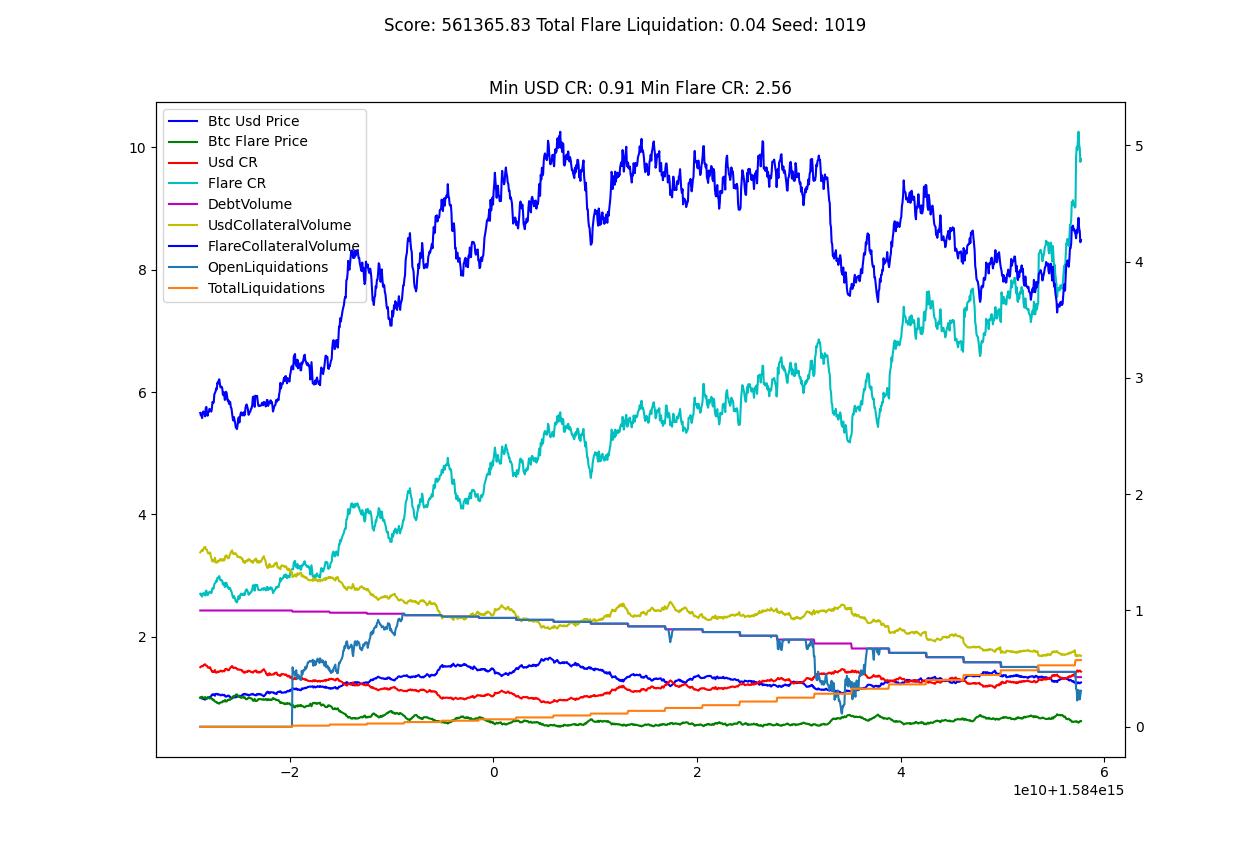 Score: 561365.83 Total Flare Liquidation: 0.04 Seed: 1019
Min USD CR: 0.91 Min Flare CR: 2.56
Btc Usd Price
Btc Flare Price
Usd CR
Flare CR
DebtVolume
UsdCollateralVolume
FlareCollateralVolume
OpenLiquidations
TotalLiquidations
10
8
6
4
2
5
4
3
2
1
0
−2
0
2
4
6
1e10+1.584e15